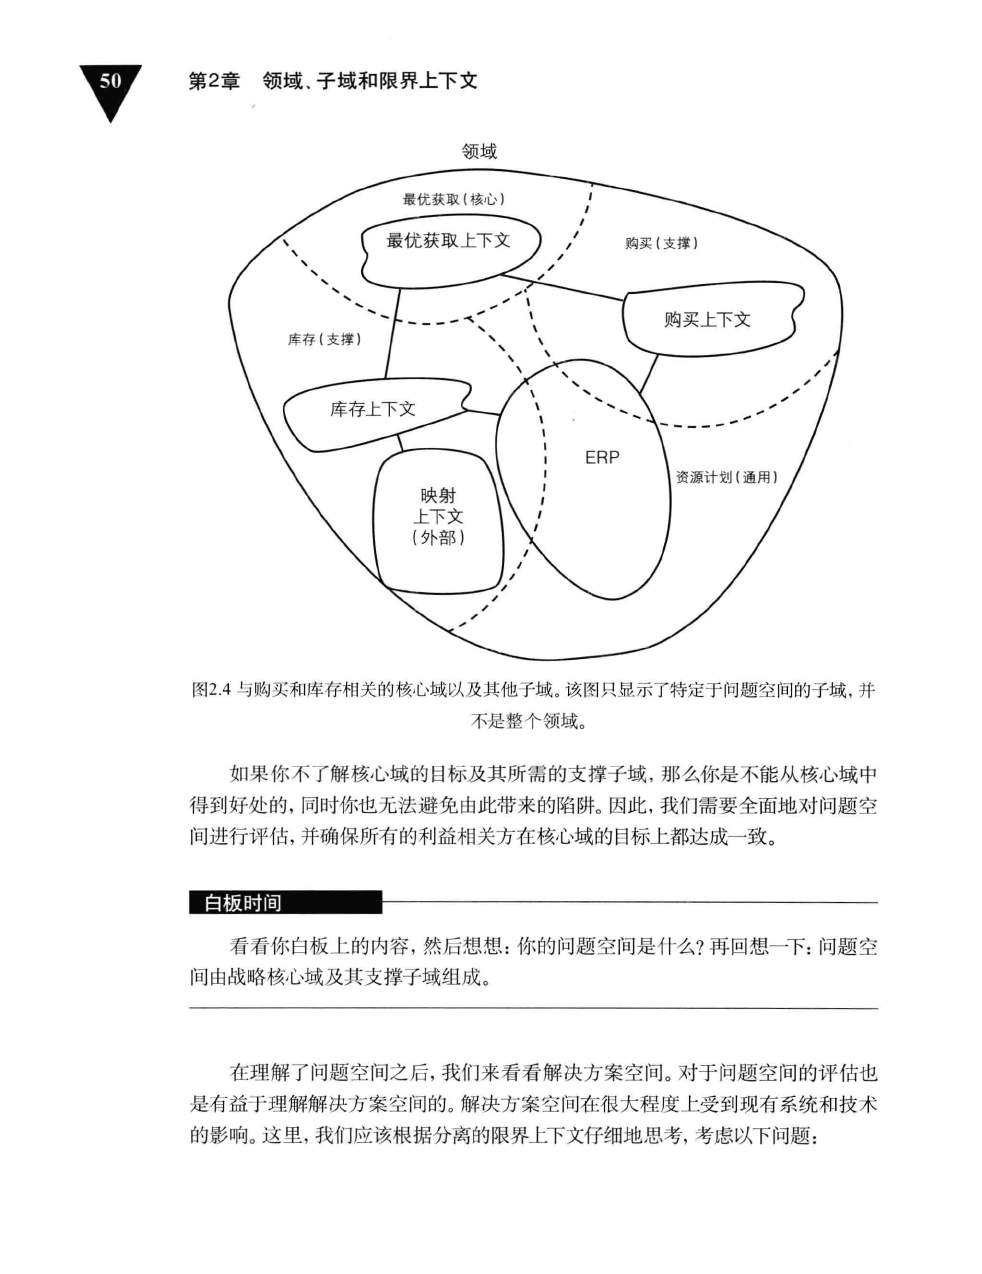 50
第2章 领域、子域和限界上下文
领域
最优获取(核心)
最优获取上下文
购买(支撑)
购买上下文
库存(支撑)
库存上下文
ERP
资源计划(通用)
映射
上下文
(外部)
图2.4 与购买和库存相关的核心域以及其他子域。该图只显示了特定于问题空间的子域,并
不是整个领域。
如果你不了解核心域的目标及其所需的支撑子域,那么你是不能从核心域中
得到好处的,同时你也无法避免由此带来的陷阱。因此,我们需要全面地对问题空
间进行评估,并确保所有的利益相关方在核心域的目标上都达成一致。
白板时间
看看你白板上的内容,然后想想:你的问题空间是什么?再回想一下:问题空
间由战略核心域及其支撑子域组成。
在理解了问题空间之后,我们来看看解决方案空间。对于问题空间的评估也
是有益于理解解决方案空间的。解决方案空间在很大程度上受到现有系统和技术
的影响。这里,我们应该根据分离的限界上下文仔细地思考,考虑以下问题: